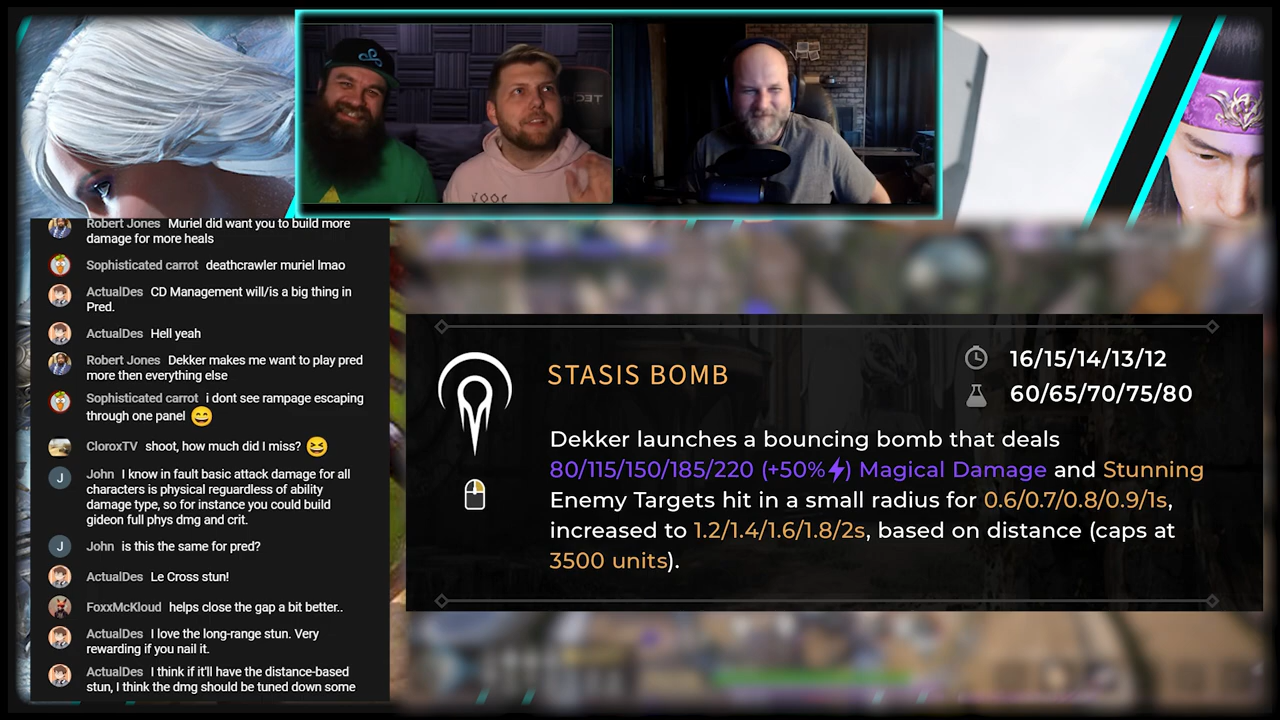 Robert Jones Muriel did want you to build more
damage for more heals
Sophisticated carrot deathcrawler muriel lmao
ActualDes CD Management will/is a big thing in
Pred.
ActualDes Hell yeah
Robert Jones Dekker makes me want to play pred
more then everything else
Sophisticated carrot i dont see rampage escaping
through one panel 😄
CloroxTV shoot, how much did I miss? 😆
J
John I know in fault basic attack damage for all
characters is physical reguardless of ability
damage type, so for instance you could build
gideon full phys dmg and crit.
J
John is this the same for pred?
ActualDes Le Cross stun!
FoxxMcKloud helps close the gap a bit better..
ActualDes I love the long-range stun. Very
rewarding if you nail it.
ActualDes I think if it'll have the distance-based
stun, I think the dmg should be tuned down some
STASIS BOMB
16/15/14/13/12
60/65/70/75/80
Dekker launches a bouncing bomb that deals
80/115/150/185/220 (+50%⚡) Magical Damage and Stunning
Enemy Targets hit in a small radius for 0.6/0.7/0.8/0.9/1s,
increased to 1.2/1.4/1.6/1.8/2s, based on distance (caps at
3500 units).